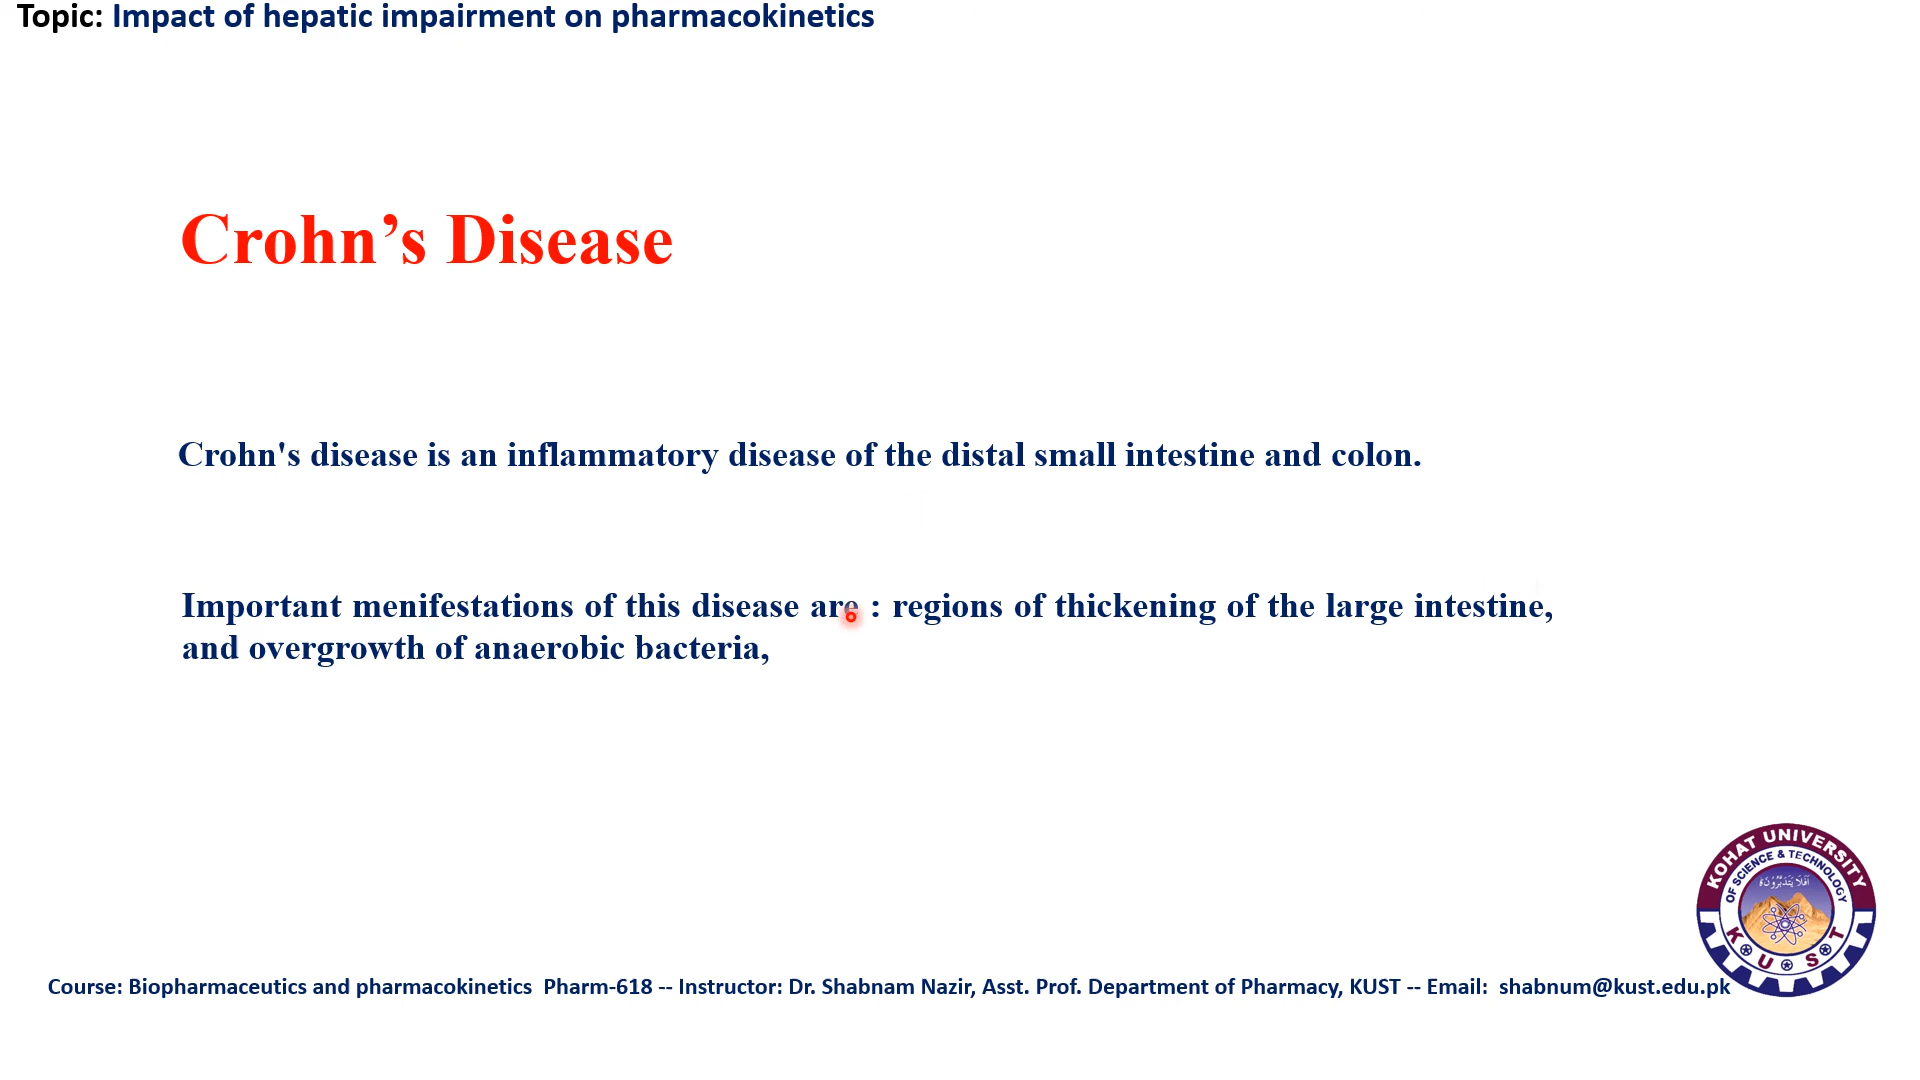 Topic: Impact of hepatic impairment on pharmacokinetics
Crohn’s Disease
Crohn's disease is an inflammatory disease of the distal small intestine and colon.
Important menifestations of this disease are : regions of thickening of the large intestine,
and overgrowth of anaerobic bacteria,
KOHAT UNIVERSITY
OF SCIENCE & TECHNOLOGY
أفلا يتدبرون
K U S T
Course: Biopharmaceutics and pharmacokinetics  Pharm-618 -- Instructor: Dr. Shabnam Nazir, Asst. Prof. Department of Pharmacy, KUST -- Email:  shabnum@kust.edu.pk